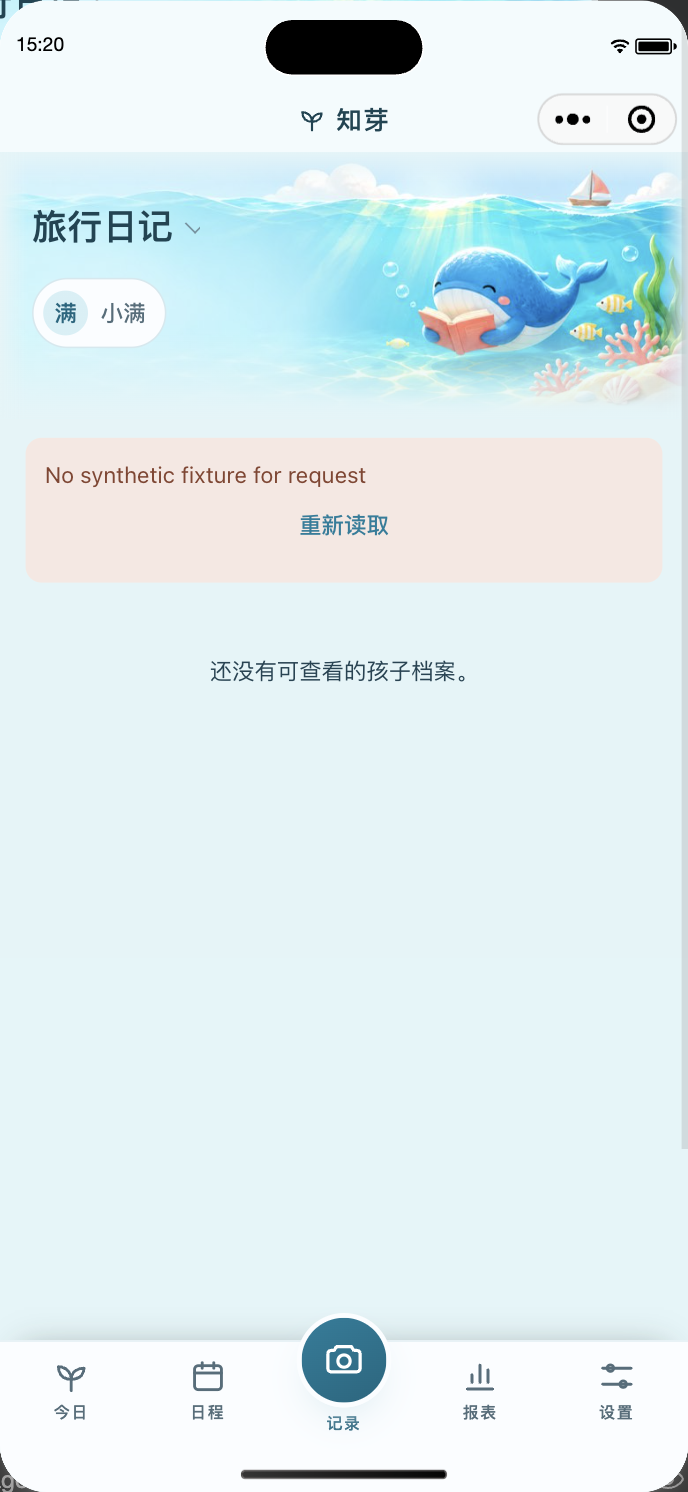 15:20
知芽
旅行日记
满 小满
No synthetic fixture for request
重新读取
还没有可查看的孩子档案。
今日 日程 记录 报表 设置